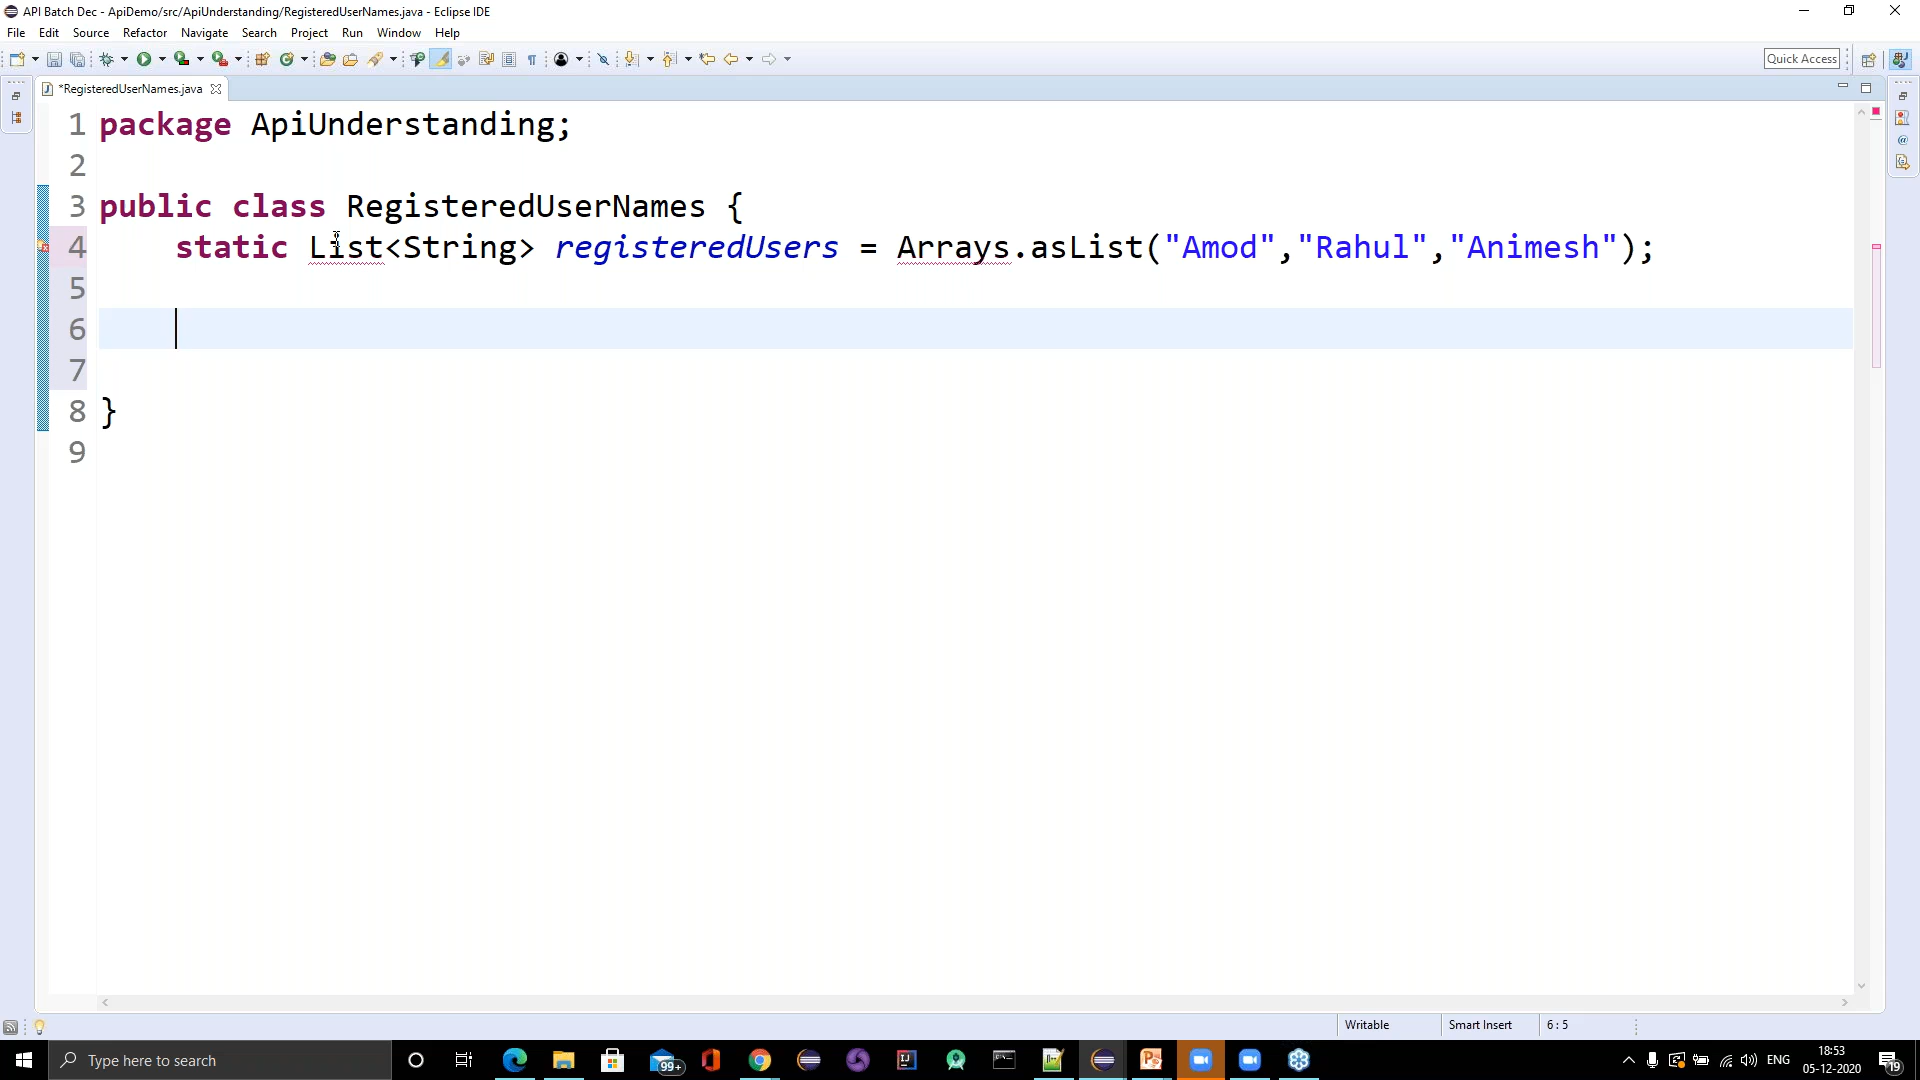 API Batch Dec - ApiDemo/src/ApiUnderstanding/RegisteredUserNames.java - Eclipse IDE
File Edit Source Refactor Navigate Search Project Run Window Help
Quick Access
*RegisteredUserNames.java
1 package ApiUnderstanding;
2
3 public class RegisteredUserNames {
4 static List<String> registeredUsers = Arrays.asList("Amod","Rahul","Animesh");
5
6
7
8 }
9
Writable Smart Insert 6 : 5
Type here to search 99+ ENG 18:53
05-12-2020 19